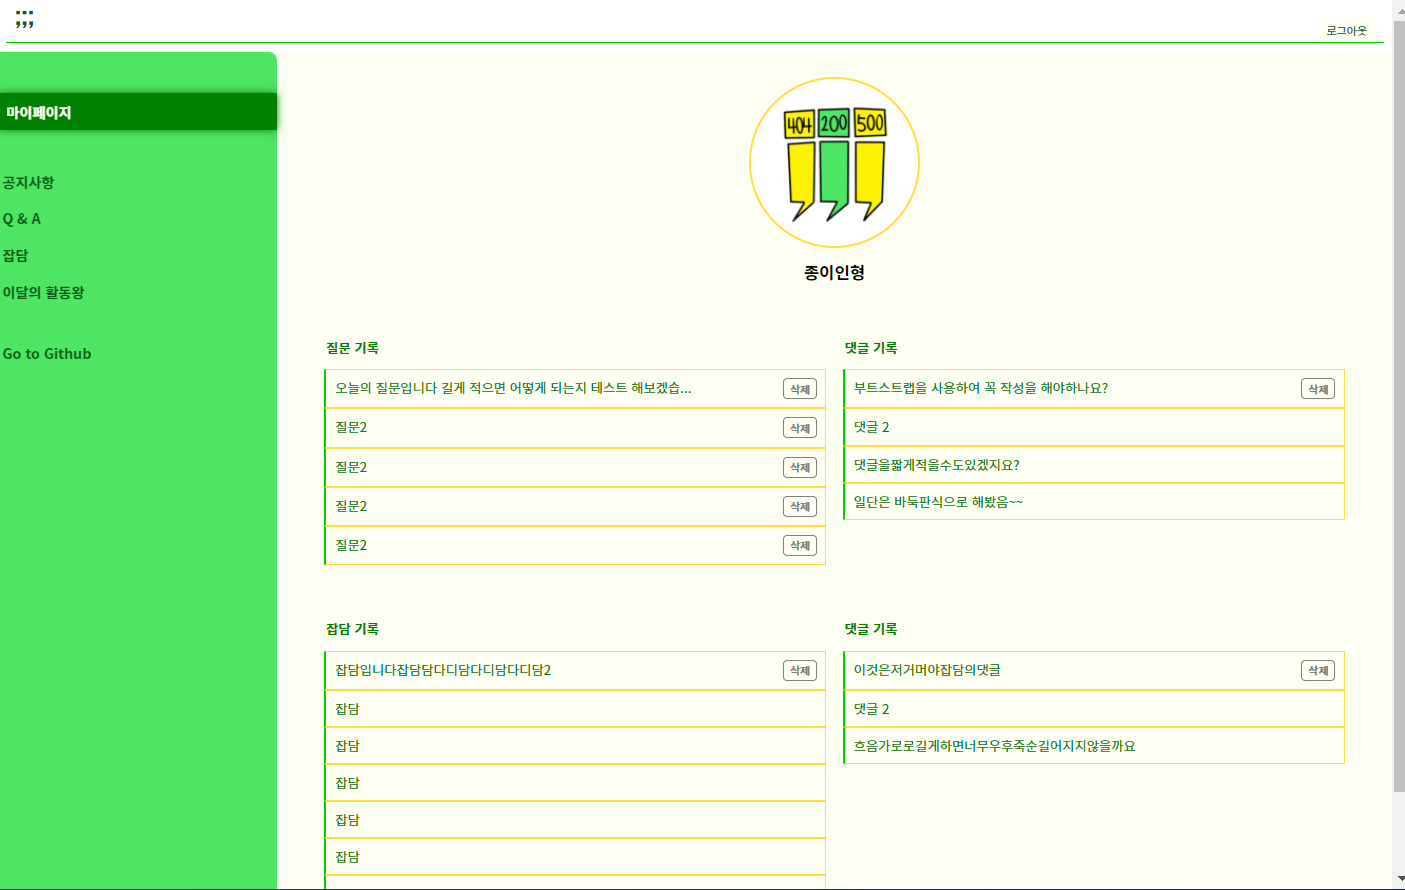 ;;;
로그아웃
마이페이지
공지사항
Q & A
잡담
이달의 활동왕
Go to Github
404 200 500
종이인형
질문 기록
오늘의 질문입니다 길게 적으면 어떻게 되는지 테스트 해보겠습... 삭제
질문2 삭제
질문2 삭제
질문2 삭제
질문2 삭제
댓글 기록
부트스트랩을 사용하여 꼭 작성을 해야하나요? 삭제
댓글 2
댓글을짧게적을수도있겠지요?
일단은 바둑판식으로 해봤음~~
잡담 기록
잡담입니다잡담담다디담다디담다디담2 삭제
잡담
잡담
잡담
잡담
잡담
댓글 기록
이것은저거머야잡담의댓글 삭제
댓글 2
흐음가로로길게하면너무우후죽순길어지지않을까요